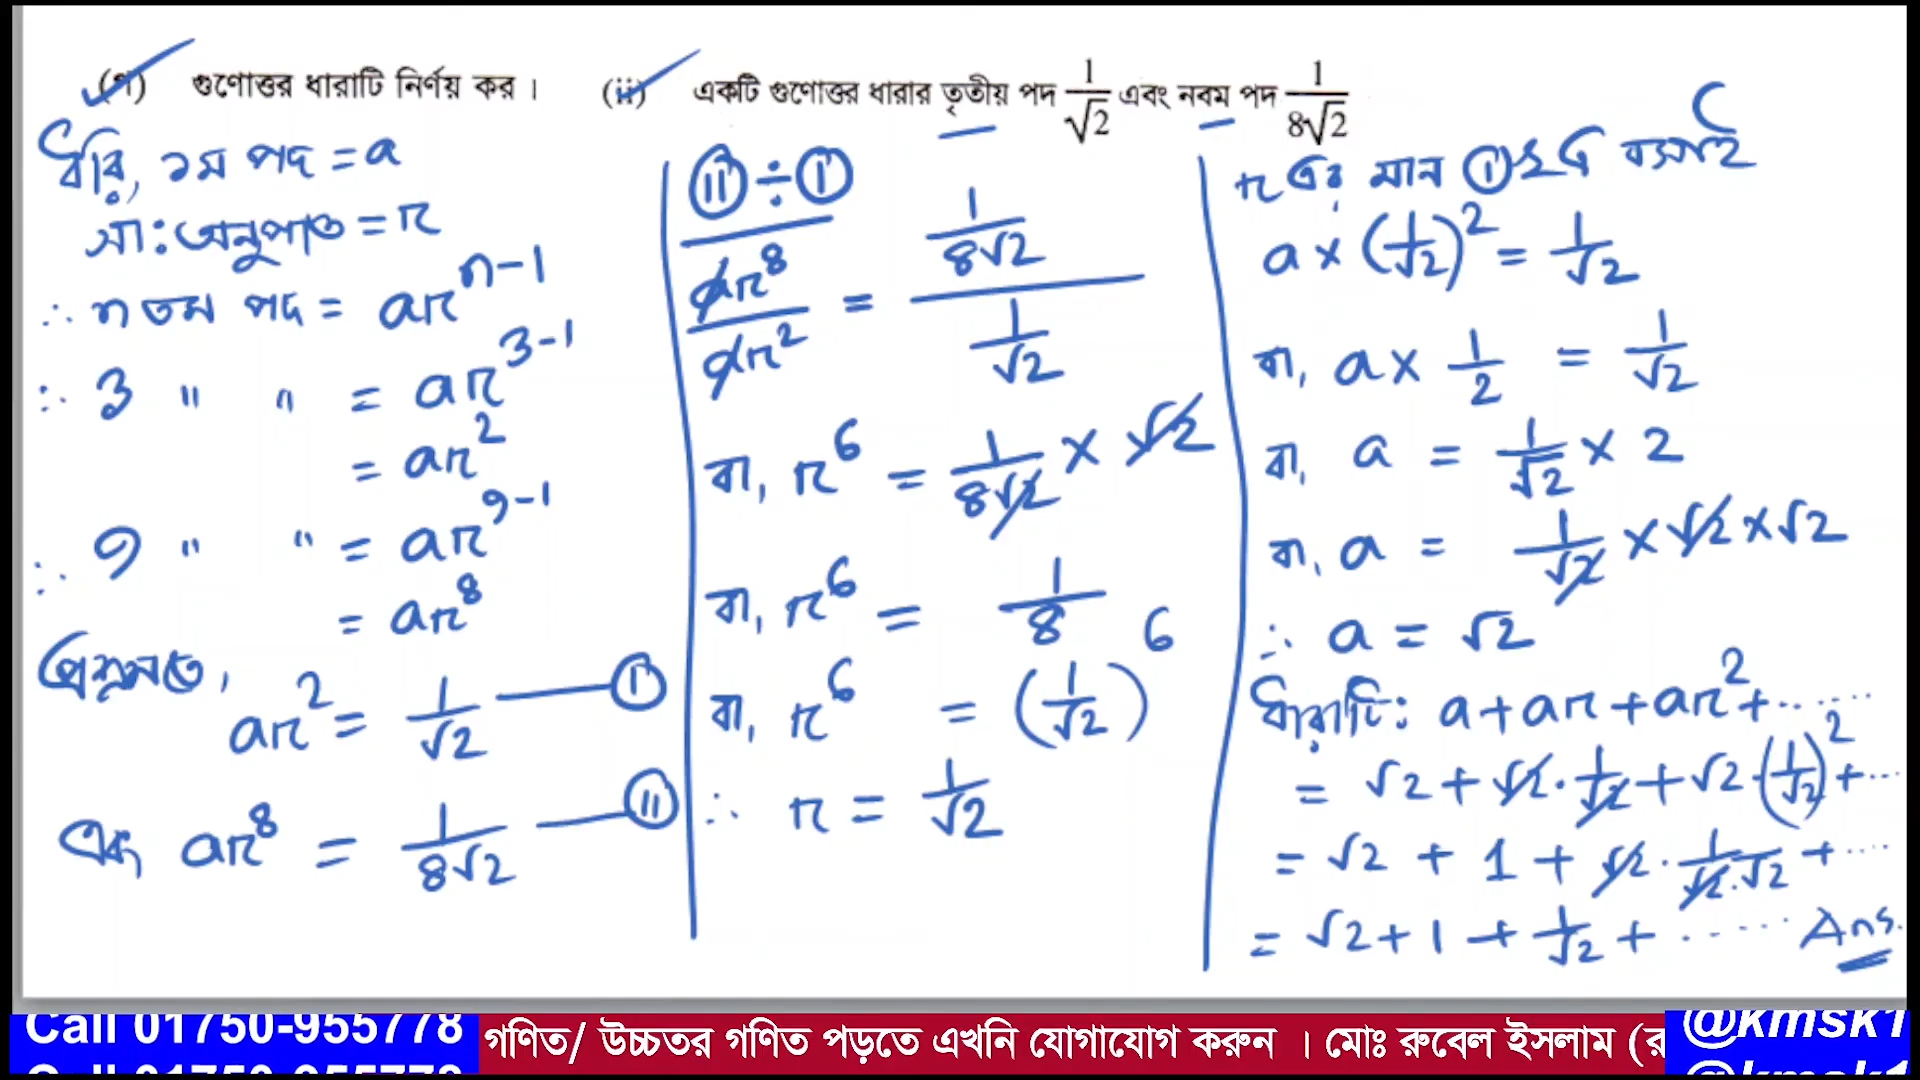 (গ) গুণোত্তর ধারাটি নির্ণয় কর । (ii) একটি গুণোত্তর ধারার তৃতীয় পদ 1/√2 এবং নবম পদ 1/8√2
ধরি, ১ম পদ = a
সা: অনুপাত = r
∴ n তম পদ = ar^(n-1)
∴ 3 " " = ar^(3-1)
= ar^2
∴ 9 " " = ar^(9-1)
= ar^8
প্রশ্নমতে,
ar^2 = 1/√2 —— (i)
এবং ar^8 = 1/8√2 —— (ii)
(ii) ÷ (i)
ar^8/ar^2 = (1/8√2)/(1/√2)
বা, r^6 = 1/8√2 × √2
বা, r^6 = 1/8
বা, r^6 = (1/√2)^6
∴ r = 1/√2
r এর মান (i) হতে বসাই
a × (1/√2)^2 = 1/√2
বা, a × 1/2 = 1/√2
বা, a = 1/√2 × 2
বা, a = 1/√2 × √2 × √2
∴ a = √2
ধারাটি: a + ar + ar^2 + ......
= √2 + √2 · 1/√2 + √2 · (1/√2)^2 + ...
= √2 + 1 + √2 · 1/√2·√2 + ....
= √2 + 1 + 1/√2 + ...... Ans.
Call 01750-955778 গণিত/ উচ্চতর গণিত পড়তে এখনি যোগাযোগ করুন । মোঃ রুবেল ইসলাম (র @kmsk1
Call 01750-955778 @kmsk1